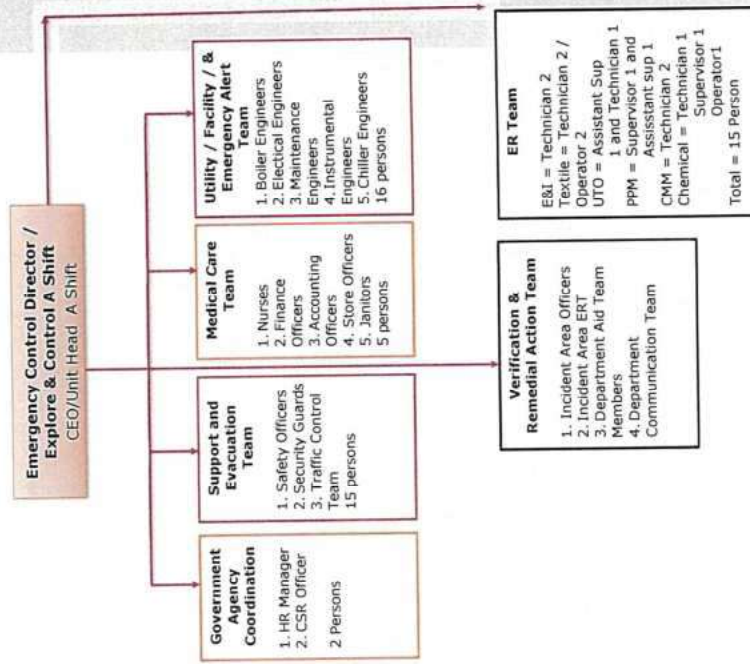 Emergency Control Director /
Explore & Control A Shift
CEO/Unit Head A Shift
Government
Agency
Coordination
1. HR Manager
2. CSR Officer
2 Persons
Support and
Evacuation
Team
1. Safety Officers
2. Security Guards
3. Traffic Control
Team
15 persons
Medical Care
Team
1. Nurses
2. Finance
Officers
3. Accounting
Officers
4. Store Officers
5. Janitors
5 persons
Utility / Facility / &
Emergency Alert
Team
1. Boiler Engineers
2. Electical Engineers
3. Maintenance
Engineers
4. Instrumental
Engineers
5. Chiller Engineers
16 persons
Verification &
Remedial Action Team
1. Incident Area Officers
2. Incident Area ERT
3. Department Aid Team
Members
4. Department
Communication Team
ER Team
E&I = Technician 2
Textile = Technician 2 /
Operator 2
UTO = Assistant Sup
1 and Technician 1
PPM = Supervisor 1 and
Assisstant sup 1
CMM = Technician 2
Chemical = Technician 1
Supervisor 1
Operator1
Total = 15 Person